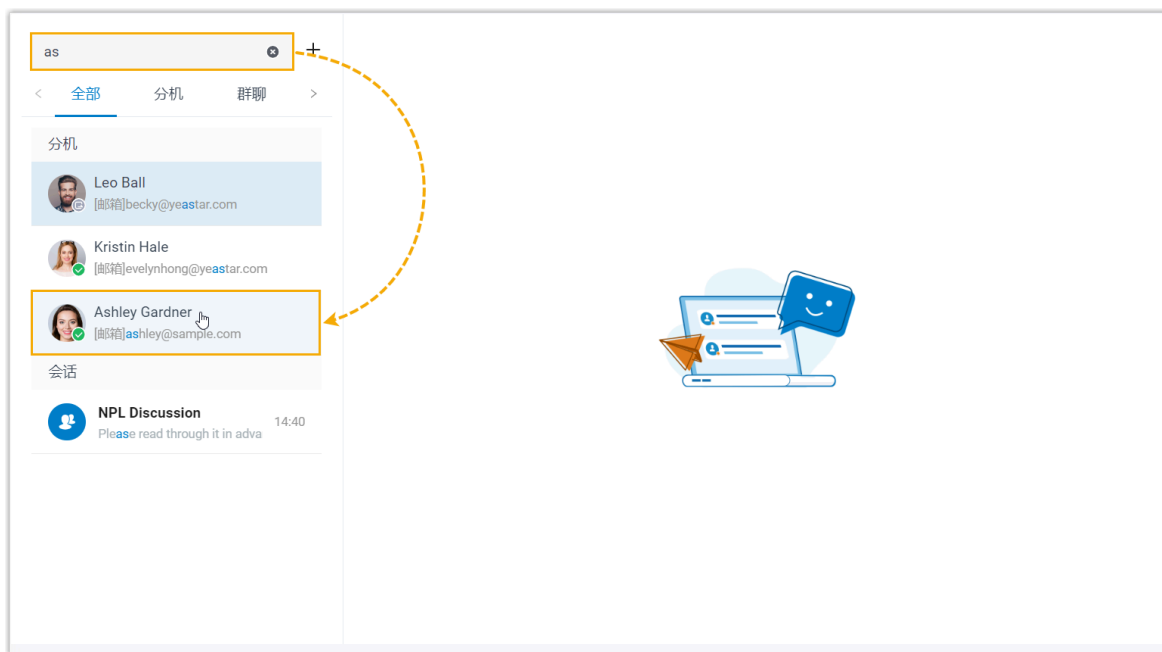 as
全部 分机 群聊
分机
Leo Ball
[邮箱]becky@yeastar.com
Kristin Hale
[邮箱]evelynhong@yeastar.com
Ashley Gardner
[邮箱]ashley@sample.com
会话
NPL Discussion
14:40
Please read through it in adva